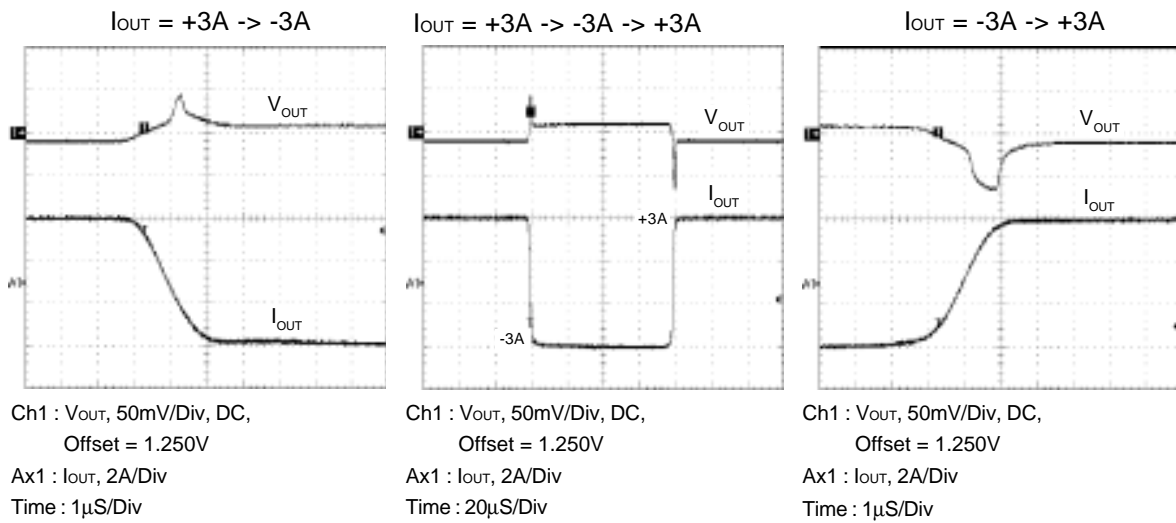 IOUT = +3A -> -3A
VOUT
IOUT
Ch1 : VOUT, 50mV/Div, DC,
Offset = 1.250V
Ax1 : IOUT, 2A/Div
Time : 1μS/Div
IOUT = +3A -> -3A -> +3A
VOUT
IOUT
+3A
-3A
Ch1 : VOUT, 50mV/Div, DC,
Offset = 1.250V
Ax1 : IOUT, 2A/Div
Time : 20μS/Div
IOUT = -3A -> +3A
VOUT
IOUT
Ch1 : VOUT, 50mV/Div, DC,
Offset = 1.250V
Ax1 : IOUT, 2A/Div
Time : 1μS/Div